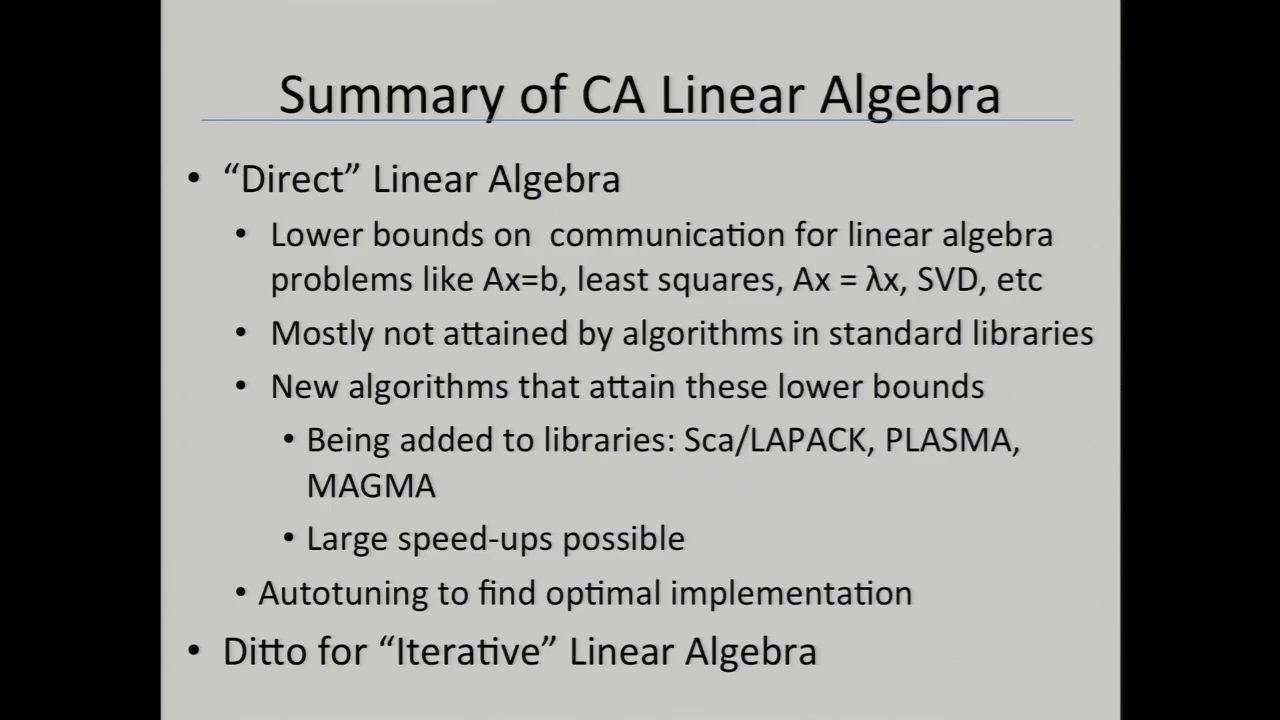 Summary of CA Linear Algebra
• “Direct” Linear Algebra
• Lower bounds on communication for linear algebra
problems like Ax=b, least squares, Ax = λx, SVD, etc
• Mostly not attained by algorithms in standard libraries
• New algorithms that attain these lower bounds
• Being added to libraries: Sca/LAPACK, PLASMA,
MAGMA
• Large speed-ups possible
• Autotuning to find optimal implementation
• Ditto for “Iterative” Linear Algebra